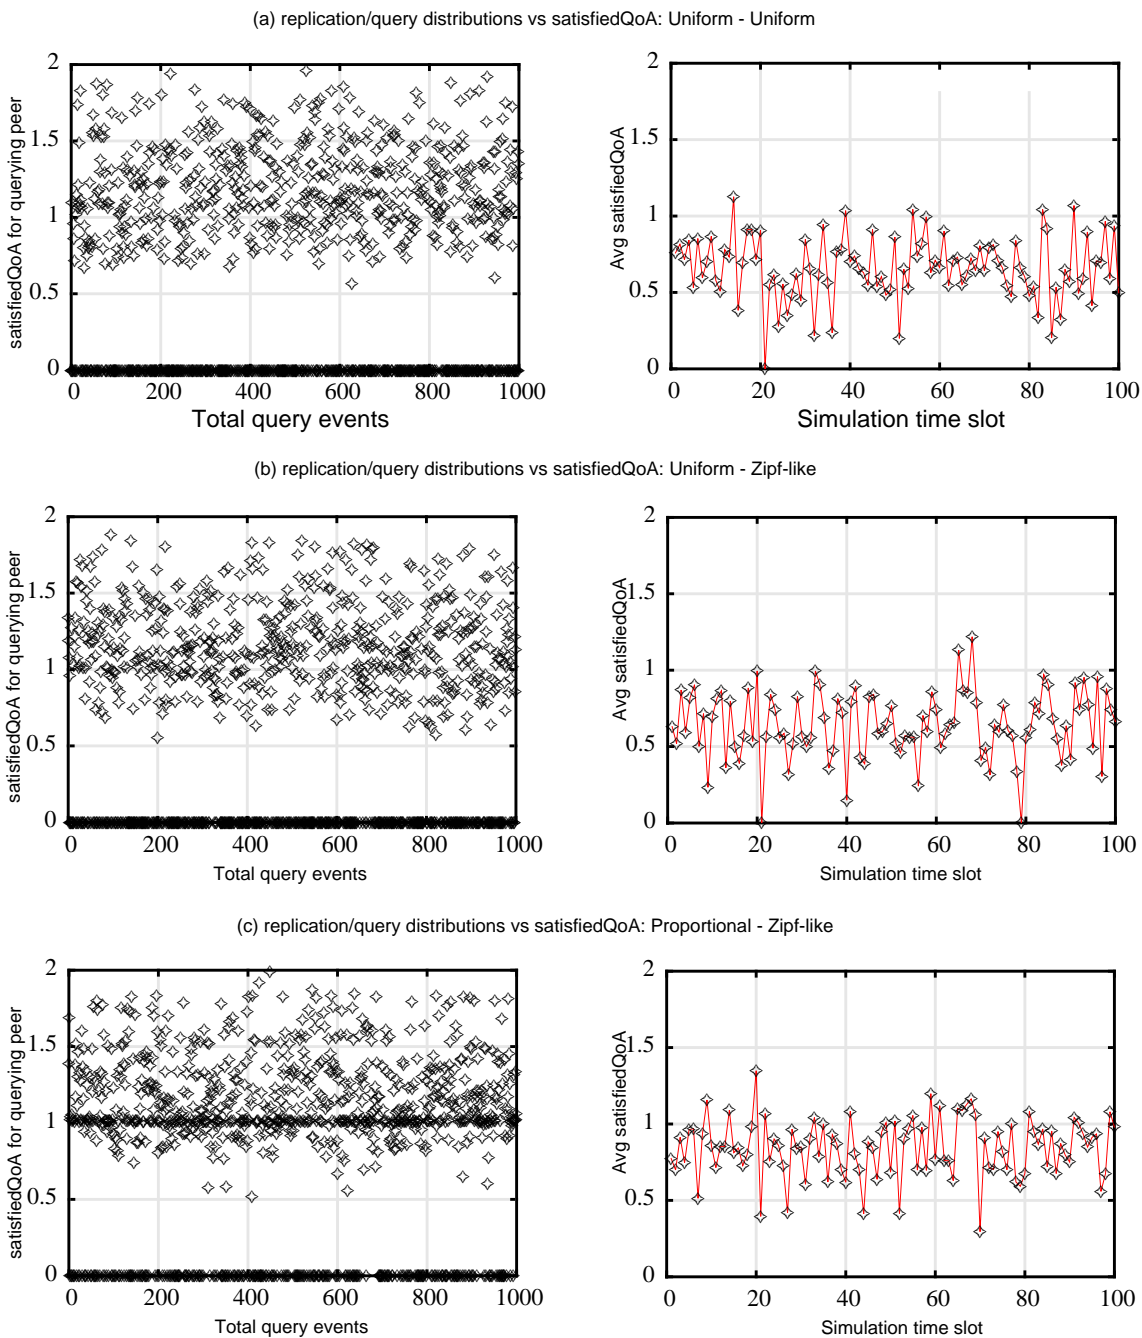 (a) replication/query distributions vs satisfiedQoA: Uniform - Uniform
satisfiedQoA for querying peer
2
1.5
1
0.5
0
0 200 400 600 800 1000
Total query events
Avg satisfiedQoA
2
1.5
1
0.5
0
0 20 40 60 80 100
Simulation time slot
(b) replication/query distributions vs satisfiedQoA: Uniform - Zipf-like
satisfiedQoA for querying peer
2
1.5
1
0.5
0
0 200 400 600 800 1000
Total query events
Avg satisfiedQoA
2
1.5
1
0.5
0
0 20 40 60 80 100
Simulation time slot
(c) replication/query distributions vs satisfiedQoA: Proportional - Zipf-like
satisfiedQoA for querying peer
2
1.5
1
0.5
0
0 200 400 600 800 1000
Total query events
Avg satisfiedQoA
2
1.5
1
0.5
0
0 20 40 60 80 100
Simulation time slot